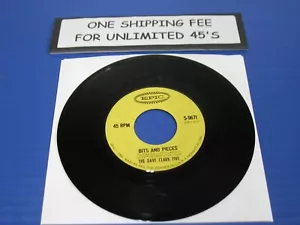 ONE SHIPPING FEE
FOR UNLIMITED 45'S
EPIC
45 RPM
5-9671
BITS AND PIECES
THE DAVE CLARK FIVE